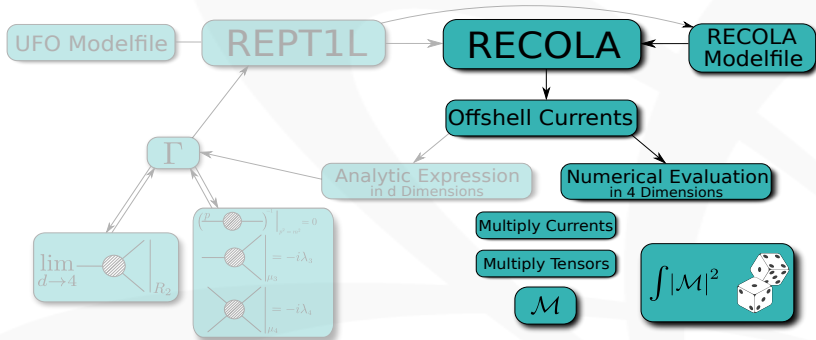 UFO Modelfile
REPT1L
RECOLA
RECOLA
Modelfile
Offshell Currents
Γ
Analytic Expression
in d Dimensions
Numerical Evaluation
in 4 Dimensions
Multiply Currents
Multiply Tensors
ℳ
∫|ℳ|²
lim d→4 |R₂
= 0
= −iλ₃
= −iλ₄